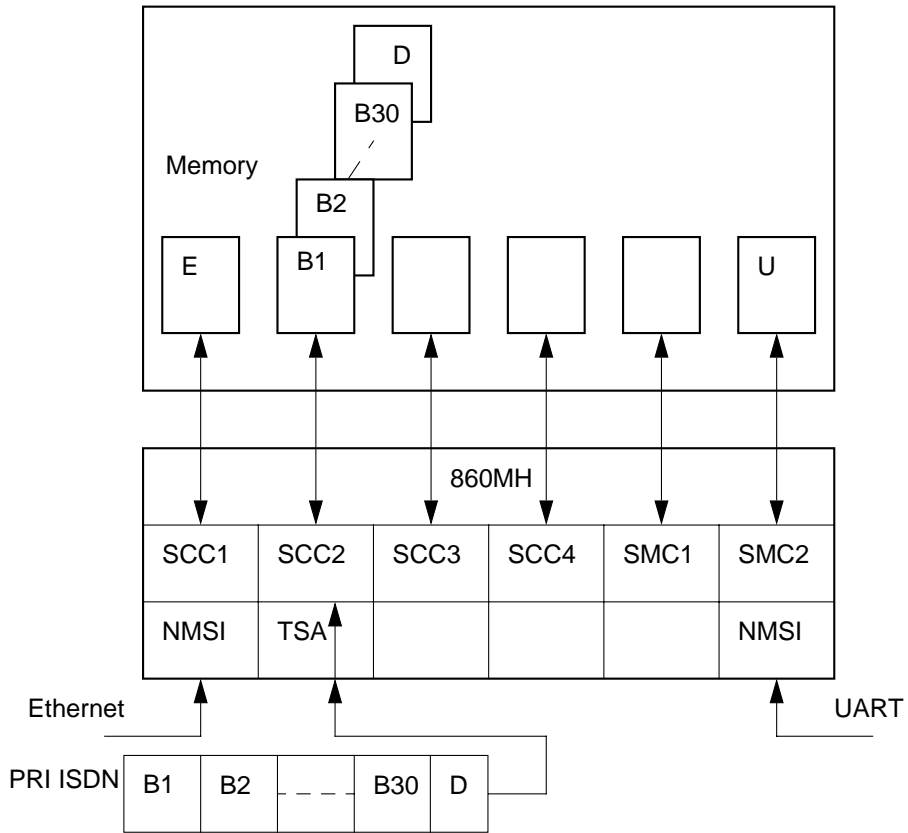 D
B30
Memory
B2
E
B1
U
860MH
SCC1 SCC2 SCC3 SCC4 SMC1 SMC2
NMSI TSA NMSI
Ethernet UART
PRI ISDN B1 B2 B30 D